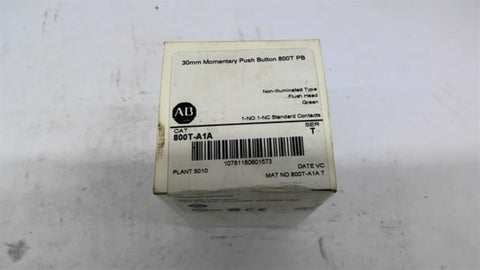 30mm Momentary Push Button 800T PB
Non-Illuminated Type
Flush Head
Green
1-NO 1-NC Standard Contacts
AB
CAT
SER
800T-A1A
T
10781180601573
PLANT 5010
DATE VC
MAT NO 800T-A1A T